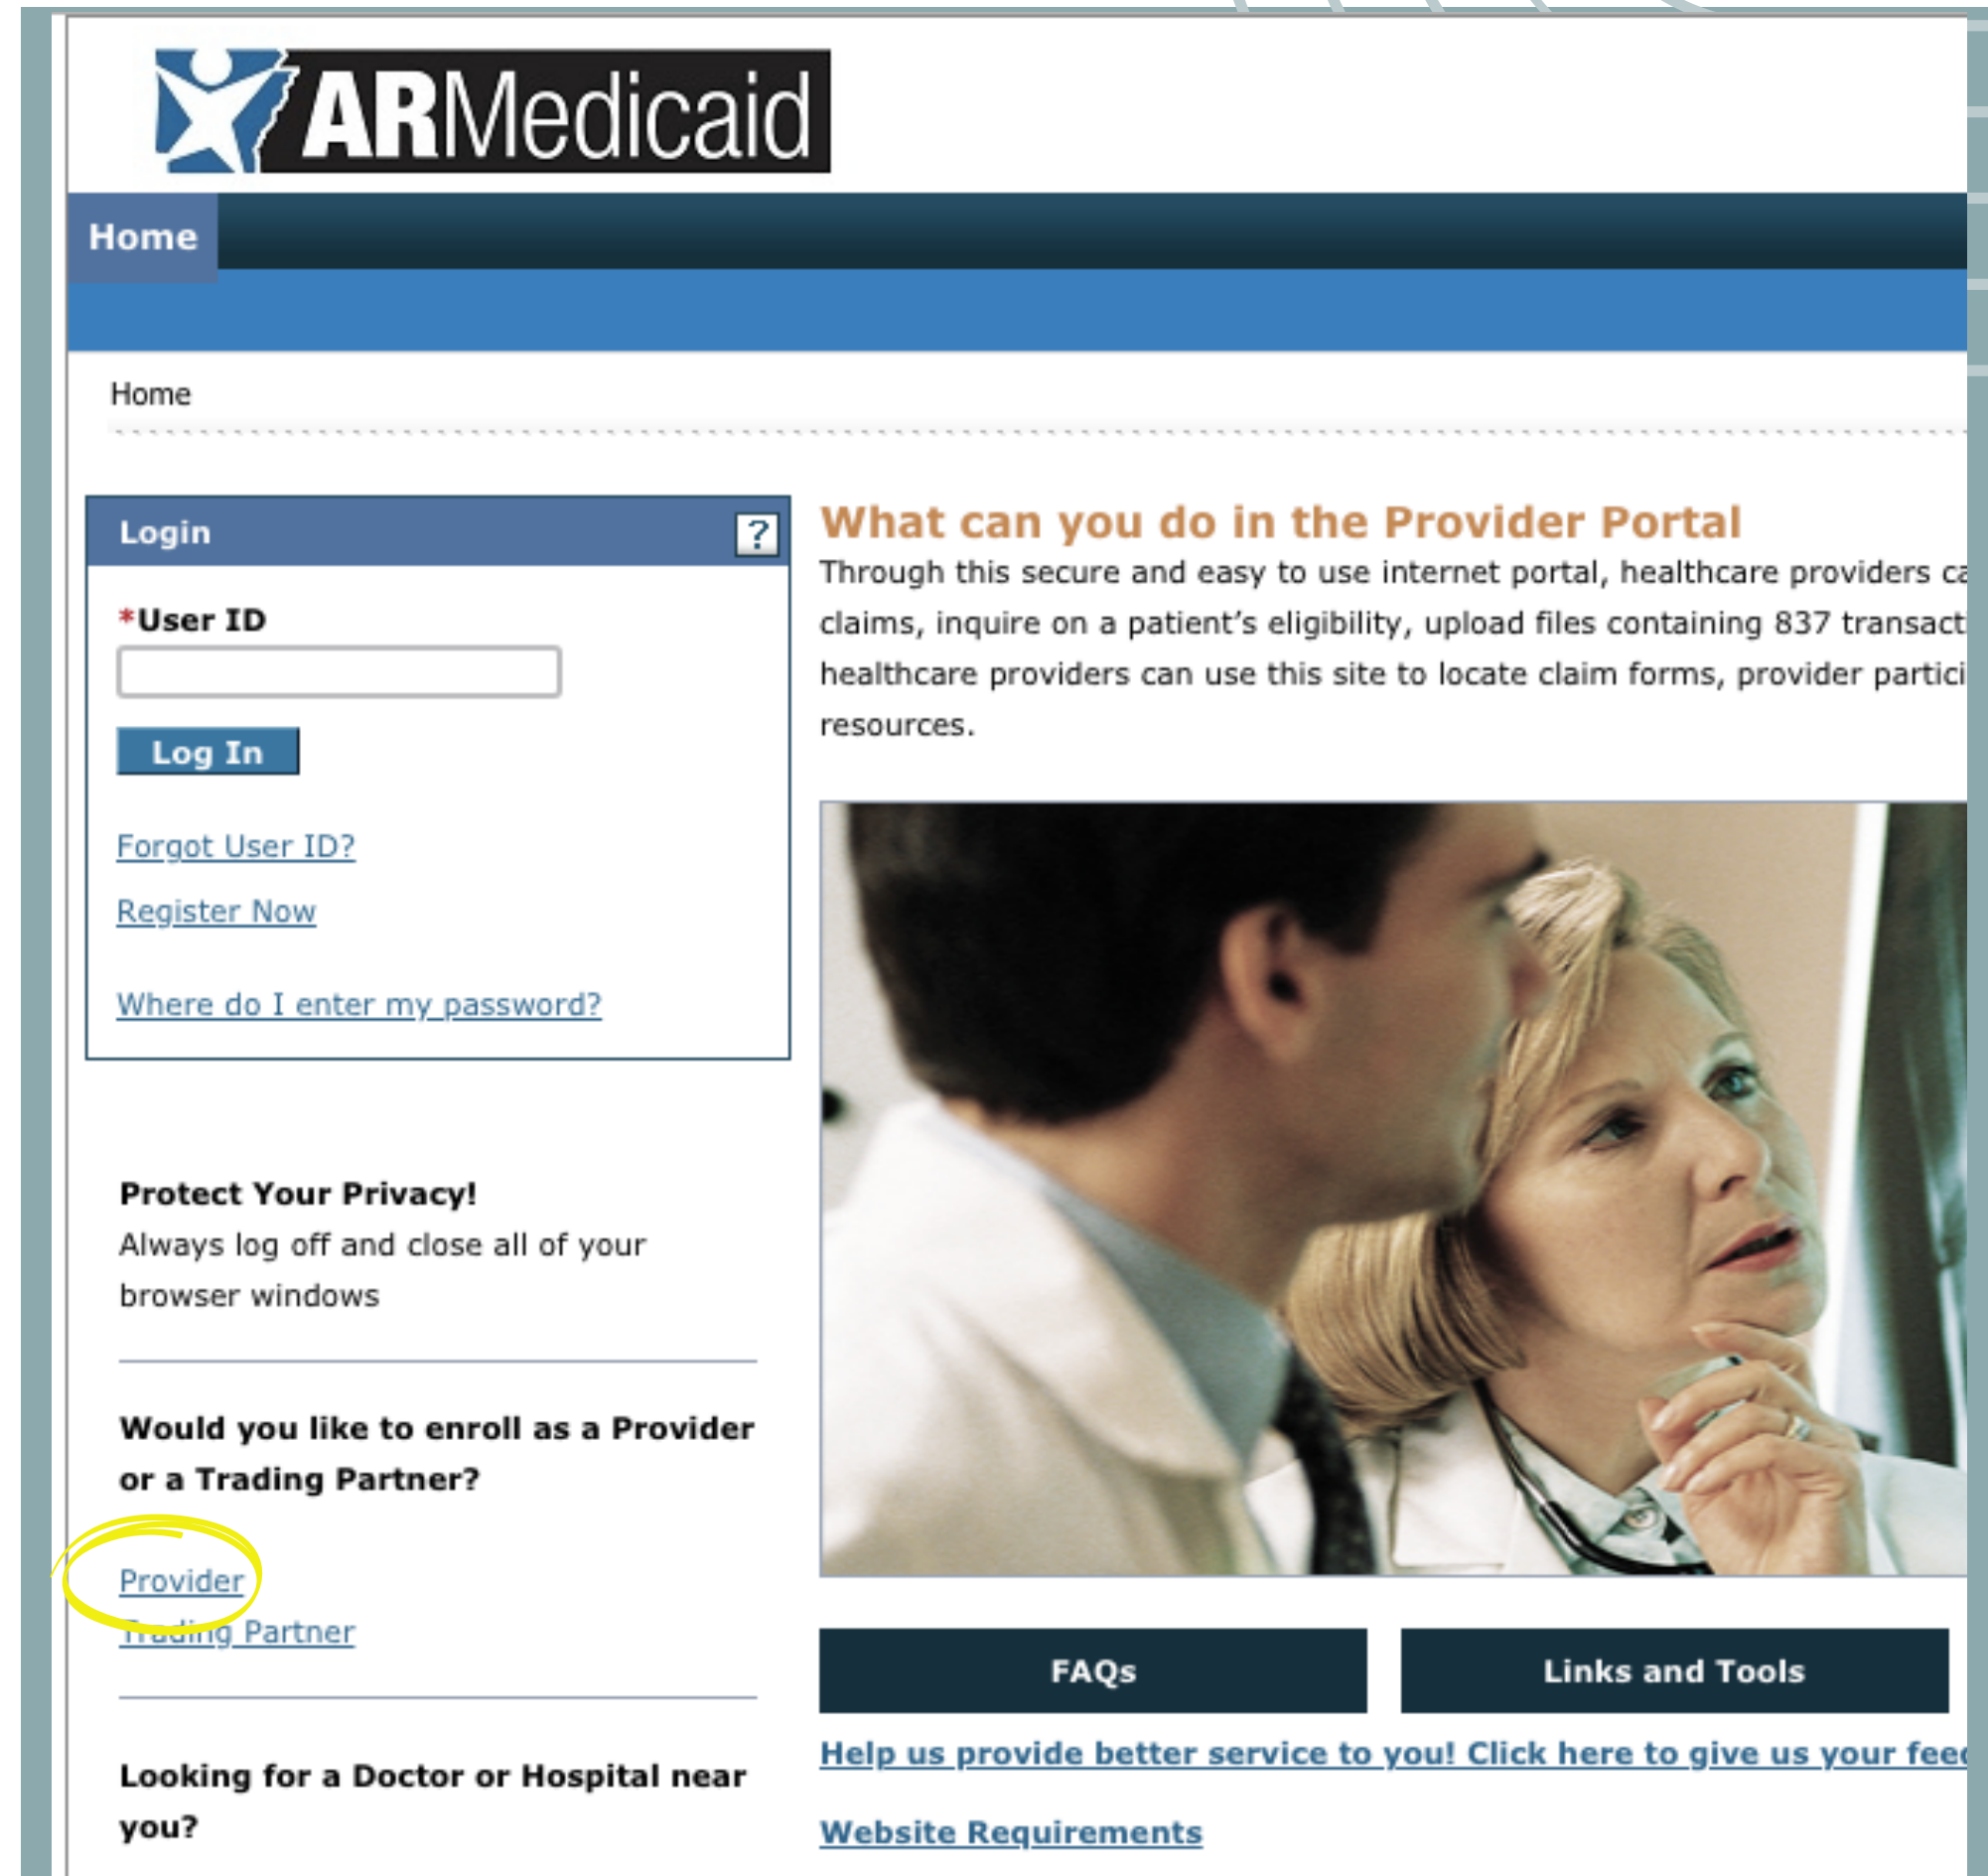 ARMedicaid
Home
Home
Login
?
*User ID
Log In
Forgot User ID?
Register Now
Where do I enter my password?
Protect Your Privacy!
Always log off and close all of your
browser windows
Would you like to enroll as a Provider
or a Trading Partner?
Provider
Trading Partner
Looking for a Doctor or Hospital near
you?
What can you do in the Provider Portal
Through this secure and easy to use internet portal, healthcare providers
claims, inquire on a patient’s eligibility, upload files containing 837
healthcare providers can use this site to locate claim forms, provider
resources.
FAQs
Links and Tools
Help us provide better service to you! Click here to give us your
Website Requirements